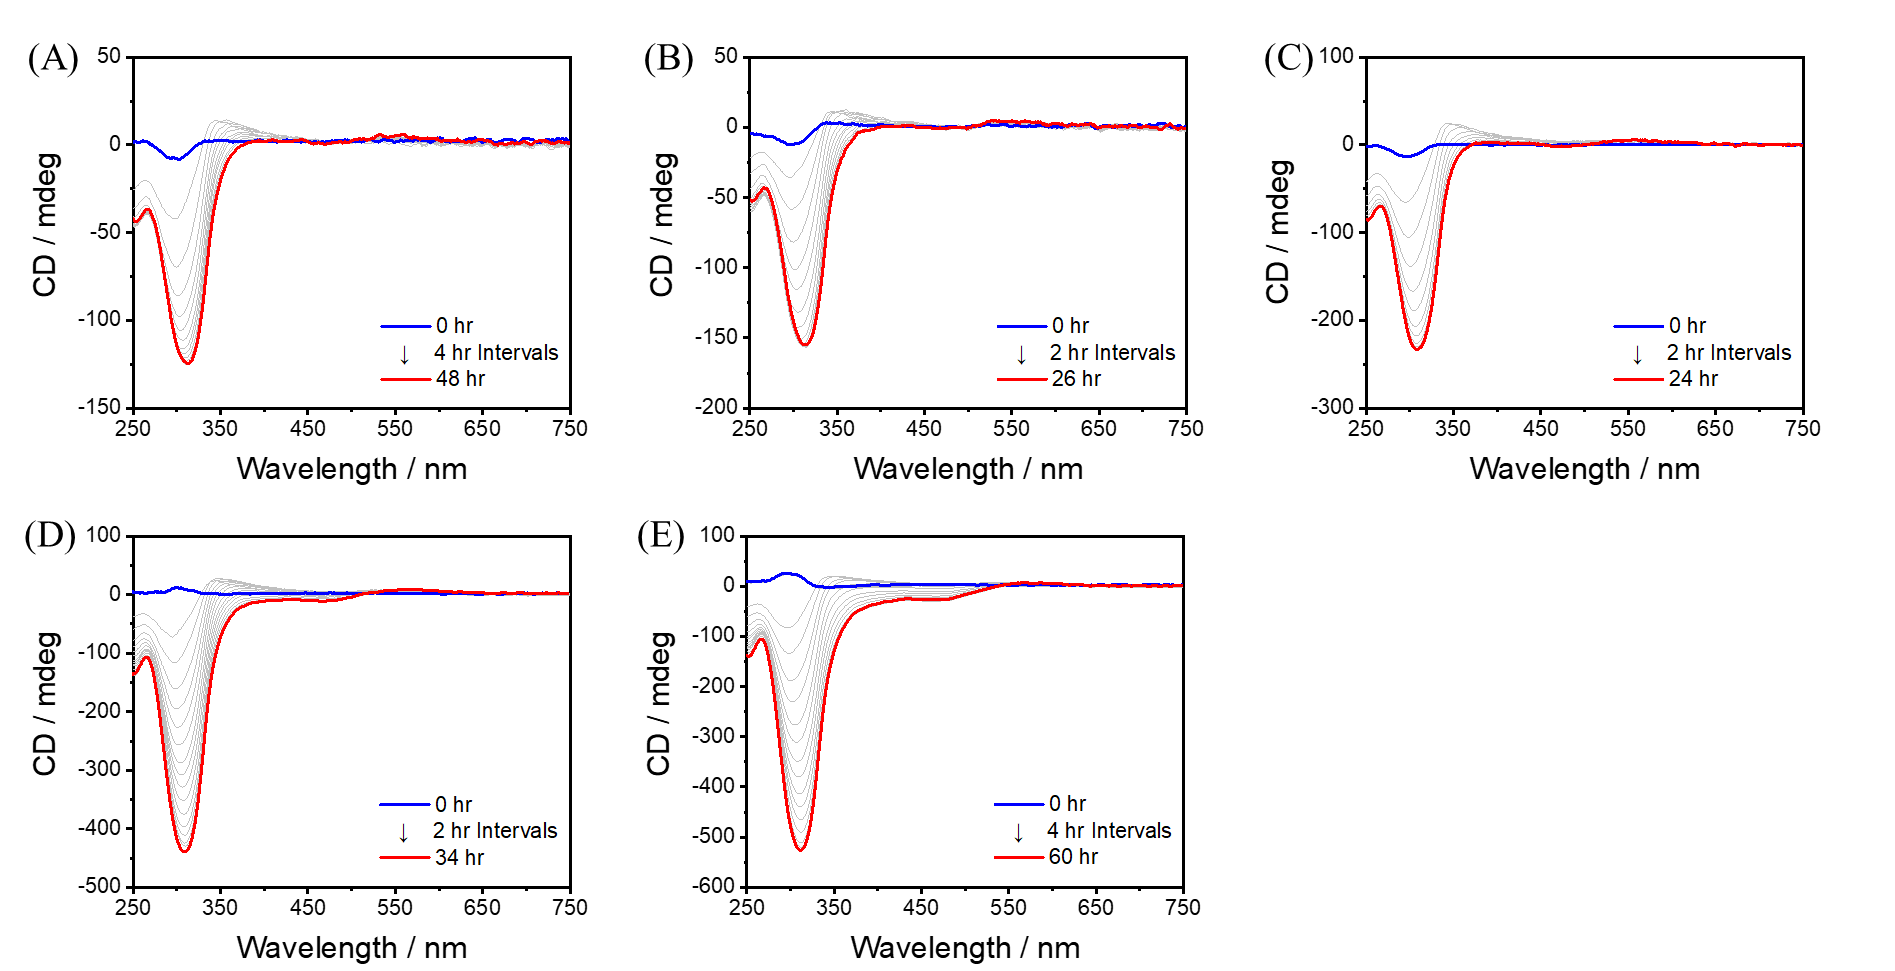 (A)
50
0
-50
-100
-150
CD / mdeg
0 hr
↓ 4 hr Intervals
48 hr
250 350 450 550 650 750
Wavelength / nm
(B)
50
0
-50
-100
-150
-200
CD / mdeg
0 hr
↓ 2 hr Intervals
26 hr
250 350 450 550 650 750
Wavelength / nm
(C)
100
0
-100
-200
-300
CD / mdeg
0 hr
↓ 2 hr Intervals
24 hr
250 350 450 550 650 750
Wavelength / nm
(D)
100
0
-100
-200
-300
-400
-500
CD / mdeg
0 hr
↓ 2 hr Intervals
34 hr
250 350 450 550 650 750
Wavelength / nm
(E)
100
0
-100
-200
-300
-400
-500
-600
CD / mdeg
0 hr
↓ 4 hr Intervals
60 hr
250 350 450 550 650 750
Wavelength / nm